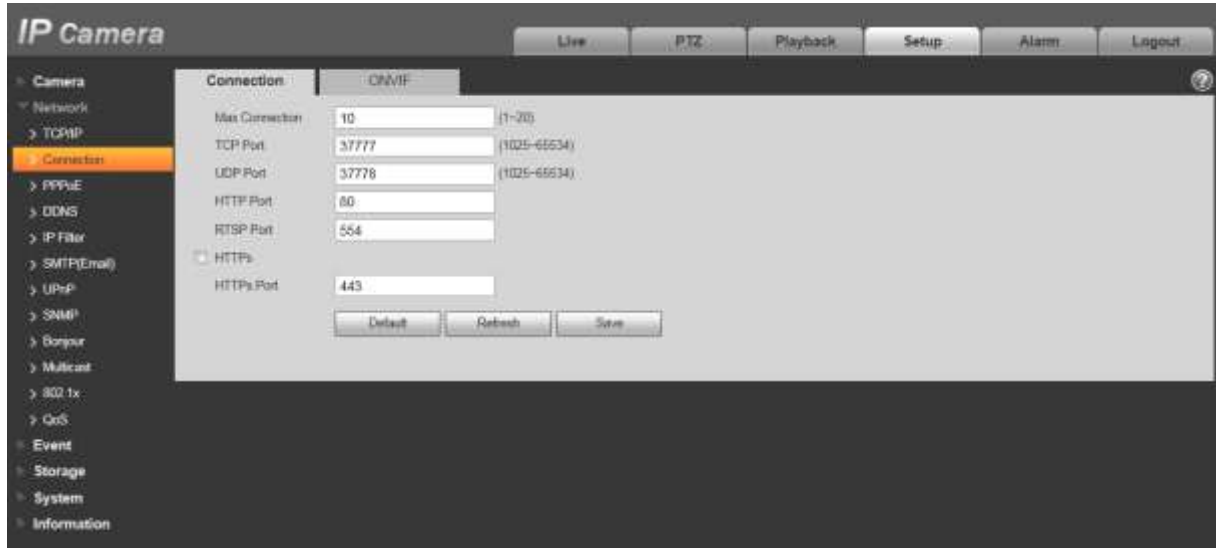 IP Camera
Live PTZ Playback Setup Alarm Logout
Camera
Network
TCP/IP
Connection
PPPoE
DDNS
IP Filter
SMTP(Email)
UPnP
SNMP
Bonjour
Multicast
802.1x
QoS
Event
Storage
System
Information
Connection ONVIF
Max Connection 10 (1~20)
TCP Port 37777 (1025~65534)
UDP Port 37778 (1025~65534)
HTTP Port 80
RTSP Port 554
HTTPs
HTTPs Port 443
Default Refresh Save